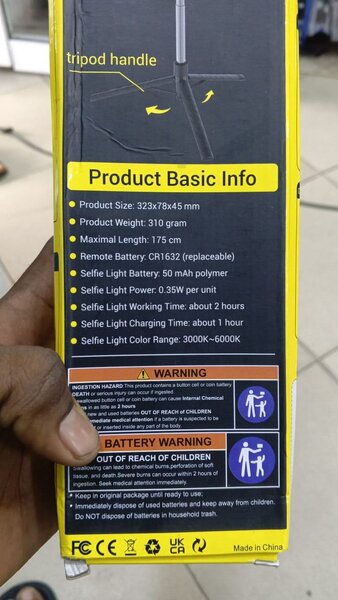 tripod handle
Product Basic Info
Product Size: 323x78x45 mm
Product Weight: 310 gram
Maximal Length: 175 cm
Remote Battery: CR1632 (replaceable)
Selfie Light Battery: 50 mAh polymer
Selfie Light Power: 0.35W per unit
Selfie Light Working Time: about 2 hours
Selfie Light Charging Time: about 1 hour
Selfie Light Color Range: 3000K~6000K
WARNING
INGESTION HAZARD: This product contains a button cell or coin battery
DEATH or serious injury can occur if ingested
swallowed button cell or coin battery can cause Internal Chemical
in as little as 2 hours
new and used batteries OUT OF REACH OF CHILDREN
immediate medical attention if a battery is suspected to be
or inserted inside any part of the body.
BATTERY WARNING
OUT OF REACH OF CHILDREN
Swallowing can lead to chemical burns,perforation of soft
tissue, and death.Severe burns can occur within 2 hours of
ingestion. Seek medical immediately.
Keep in original package until ready to use;
Immediately dispose of used batteries and keep away from children.
Do NOT dispose of batteries in household trash.
FC CE UK CA Made in China